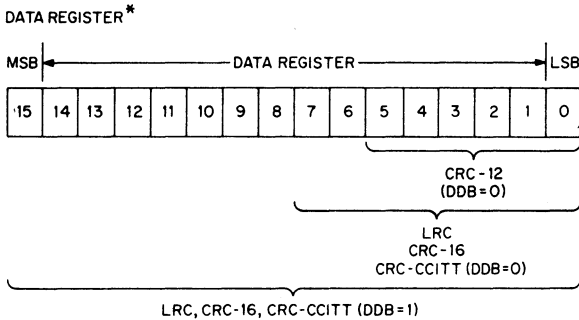 DATA REGISTER*
MSB DATA REGISTER LSB
15 14 13 12 11 10 9 8 7 6 5 4 3 2 1 0
CRC-12
(DDB=0)
LRC
CRC-16
CRC-CCITT (DDB=0)
LRC, CRC-16, CRC-CCITT (DDB=1)